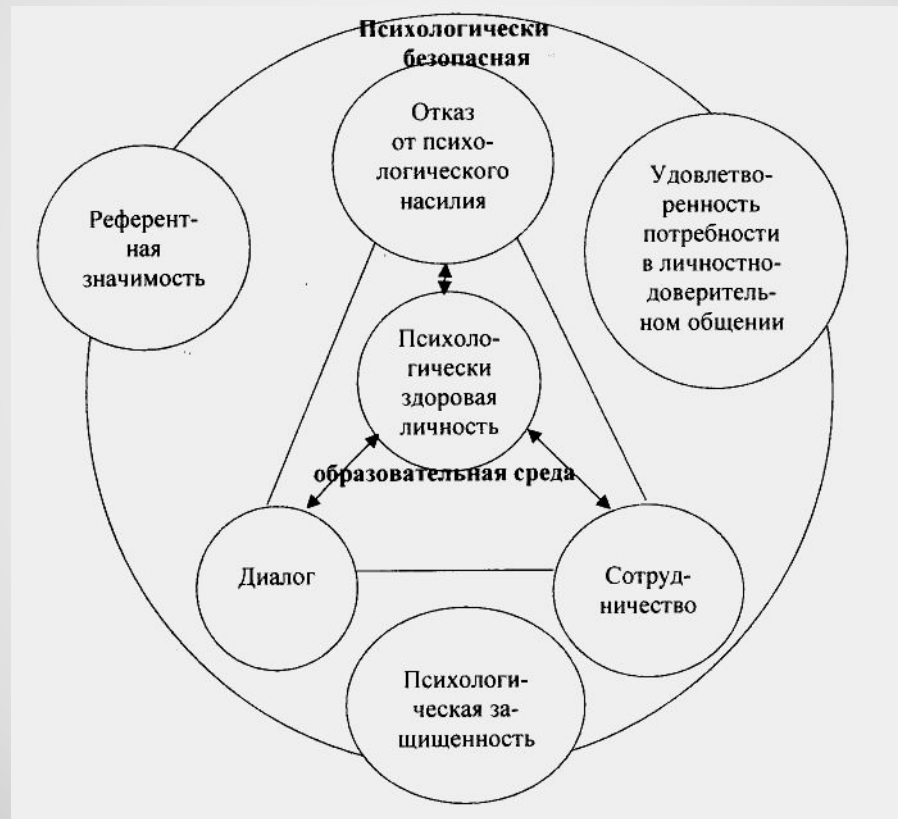 Психологически
безопасная
Отказ
от психо-
логического
насилия
Референт-
ная
значимость
Удовлетво-
ренность
потребности
в личностно-
доверитель-
ном общении
Психоло-
гически
здоровая
личность
образовательная среда
Диалог
Сотруд-
ничество
Психологи-
ческая за-
щищенность